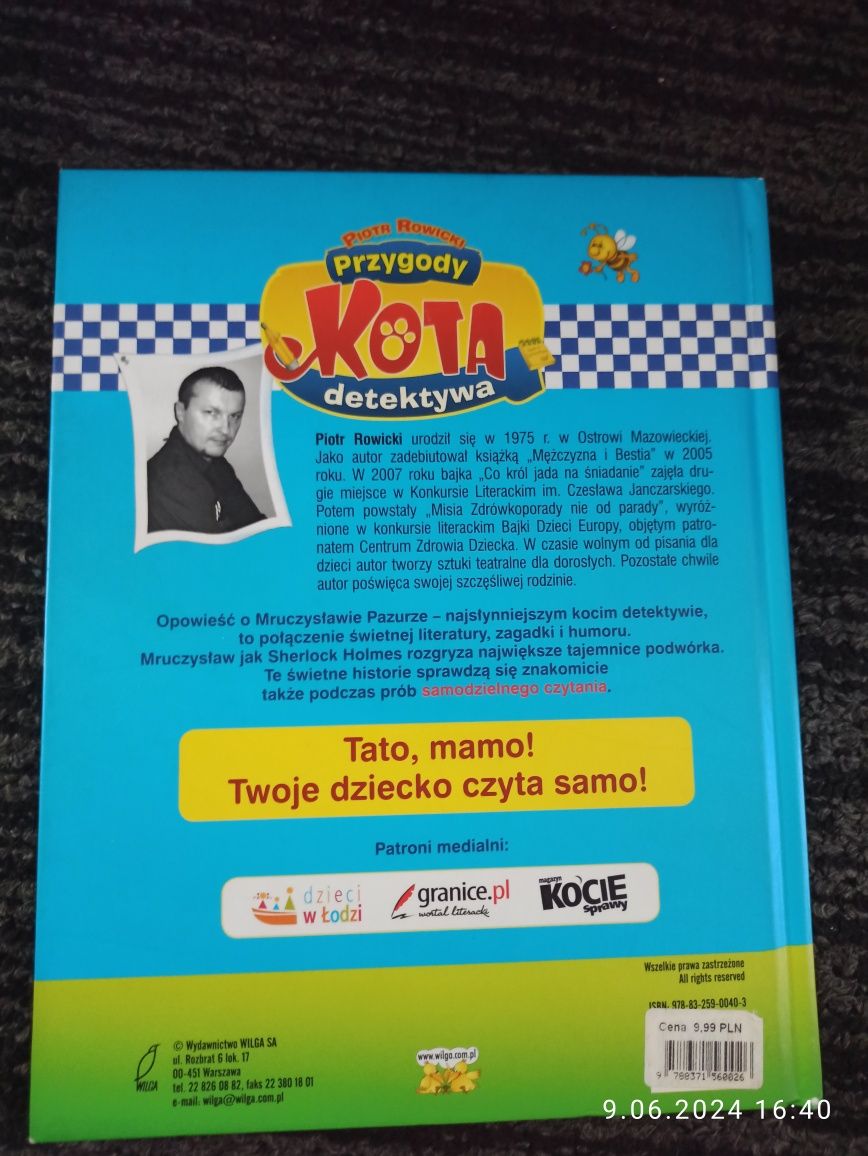 Piotr Rowicki
Przygody
KOTA
detektywa
Piotr Rowicki urodził się w 1975 r. w Ostrowi Mazowieckiej.
Jako autor zadebiutował książką „Mężczyzna i Bestia" w 2005
roku. W 2007 roku bajka „Co król jada na śniadanie" zajęła dru-
gie miejsce w Konkursie Literackim im. Czesława Janczarskiego.
Potem powstały „Misia Zdrówkoporady nie od parady", wyróż-
nione w konkursie literackim Bajki Dzieci Europy, objętym patro-
natem Centrum Zdrowia Dziecka. W czasie wolnym od pisania dla
dzieci autor tworzy sztuki teatralne dla dorosłych. Pozostałe chwile
autor poświęca swojej szczęśliwej rodzinie.
Opowieść o Mruczysławie Pazurze – najsłynniejszym kocim detektywie,
to połączenie świetnej literatury, zagadki i humoru.
Mruczysław jak Sherlock Holmes rozgryza największe tajemnice podwórka.
Te świetne historie sprawdzą się znakomicie
także podczas prób samodzielnego czytania.
Tato, mamo!
Twoje dziecko czyta samo!
Patroni medialni:
dzieci
w Łodzi
granice.pl
wortal literacki
magazyn
KOCIE
sprawy
Wszelkie prawa zastrzeżone
All rights reserved
ISBN: 978-83-259-0040-3
Cena 9,99 PLN
9 788371 560026
WILGA
© Wydawnictwo WILGA SA
ul. Rozbrat 6 lok. 17
00-451 Warszawa
tel. 22 826 08 82, faks 22 380 18 01
e-mail: wilga@wilga.com.pl
www.wilga.com.pl
9.06.2024 16:40